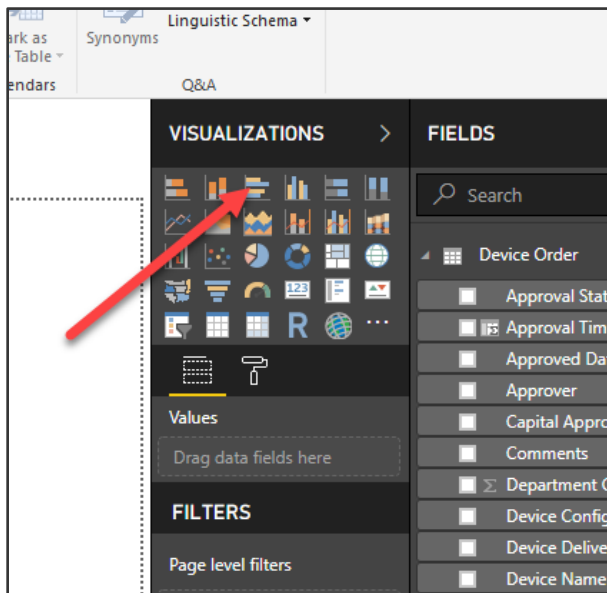 Linguistic Schema
ark as
Synonyms
Table
endars
Q&A
VISUALIZATIONS
FIELDS
Search
Device Order
123
R
Approval Stat
Approval Tim
Approved Da
Approver
Capital Appro
Comments
Department C
Device Config
Device Delive
Device Name
Values
Drag data fields here
FILTERS
Page level filters